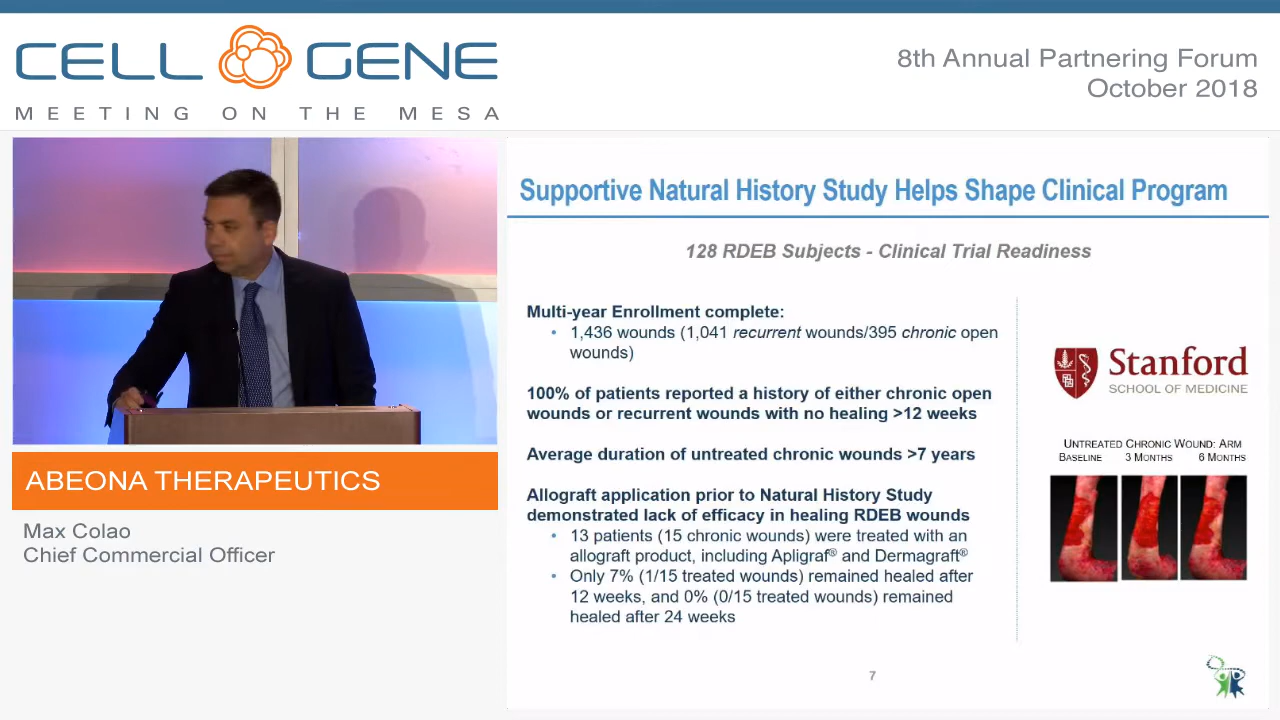 CELL GENE
MEETING ON THE MESA
8th Annual Partnering Forum
October 2018
ABEONA THERAPEUTICS
Max Colao
Chief Commercial Officer
Supportive Natural History Study Helps Shape Clinical Program
128 RDEB Subjects - Clinical Trial Readiness
Multi-year Enrollment complete:
• 1,436 wounds (1,041 recurrent wounds/395 chronic open
wounds)
100% of patients reported a history of either chronic open
wounds or recurrent wounds with no healing >12 weeks
Average duration of untreated chronic wounds >7 years
Allograft application prior to Natural History Study
demonstrated lack of efficacy in healing RDEB wounds
• 13 patients (15 chronic wounds) were treated with an
allograft product, including Apligraf® and Dermagraft®
• Only 7% (1/15 treated wounds) remained healed after
12 weeks, and 0% (0/15 treated wounds) remained
healed after 24 weeks
Stanford
SCHOOL OF MEDICINE
UNTREATED CHRONIC WOUND: ARM
BASELINE 3 MONTHS 6 MONTHS
7